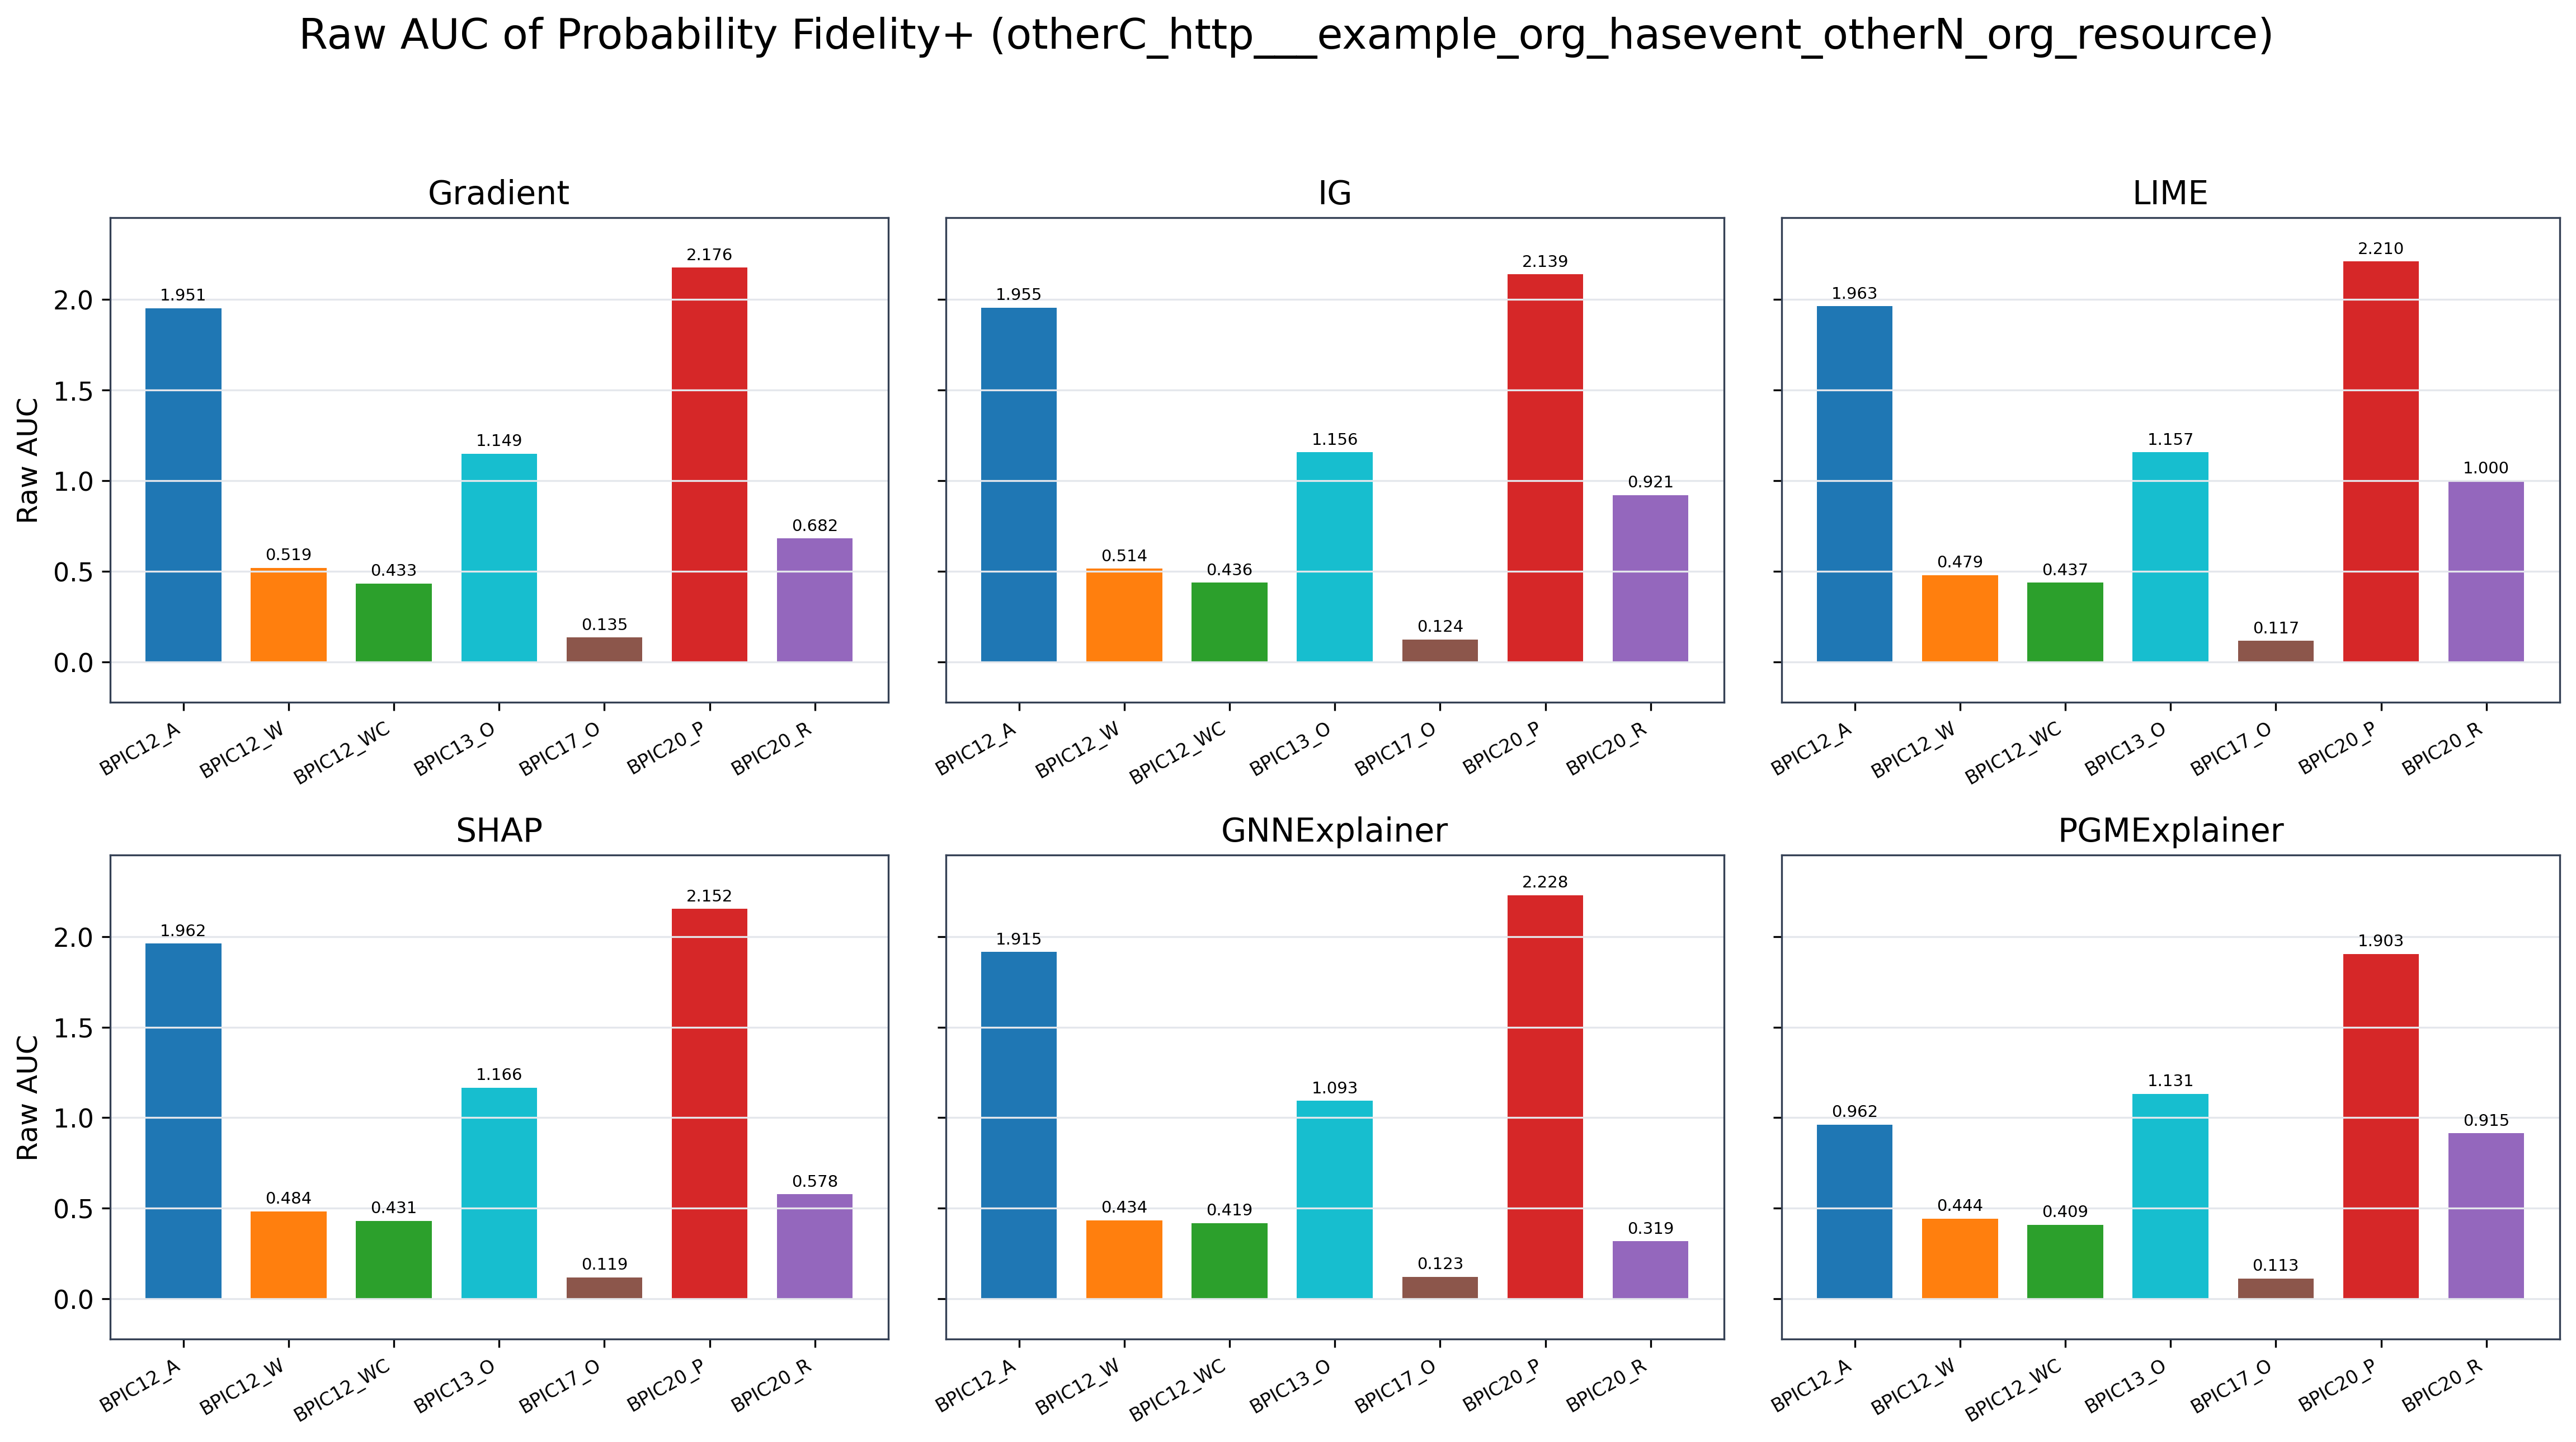 Raw AUC of Probability Fidelity+ (otherC_http___example_org_hasevent_otherN_org_resource)
Gradient
IG
LIME
Raw AUC
2.0
1.5
1.0
0.5
0.0
1.951
0.519
0.433
1.149
0.135
2.176
0.682
1.955
0.514
0.436
1.156
0.124
2.139
0.921
1.963
0.479
0.437
1.157
0.117
2.210
1.000
BPIC12_A
BPIC12_W
BPIC12_WC
BPIC13_O
BPIC17_O
BPIC20_P
BPIC20_R
BPIC12_A
BPIC12_W
BPIC12_WC
BPIC13_O
BPIC17_O
BPIC20_P
BPIC20_R
BPIC12_A
BPIC12_W
BPIC12_WC
BPIC13_O
BPIC17_O
BPIC20_P
BPIC20_R
SHAP
GNNExplainer
PGMExplainer
Raw AUC
2.0
1.5
1.0
0.5
0.0
1.962
0.484
0.431
1.166
0.119
2.152
0.578
1.915
0.434
0.419
1.093
0.123
2.228
0.319
0.962
0.444
0.409
1.131
0.113
1.903
0.915
BPIC12_A
BPIC12_W
BPIC12_WC
BPIC13_O
BPIC17_O
BPIC20_P
BPIC20_R
BPIC12_A
BPIC12_W
BPIC12_WC
BPIC13_O
BPIC17_O
BPIC20_P
BPIC20_R
BPIC12_A
BPIC12_W
BPIC12_WC
BPIC13_O
BPIC17_O
BPIC20_P
BPIC20_R